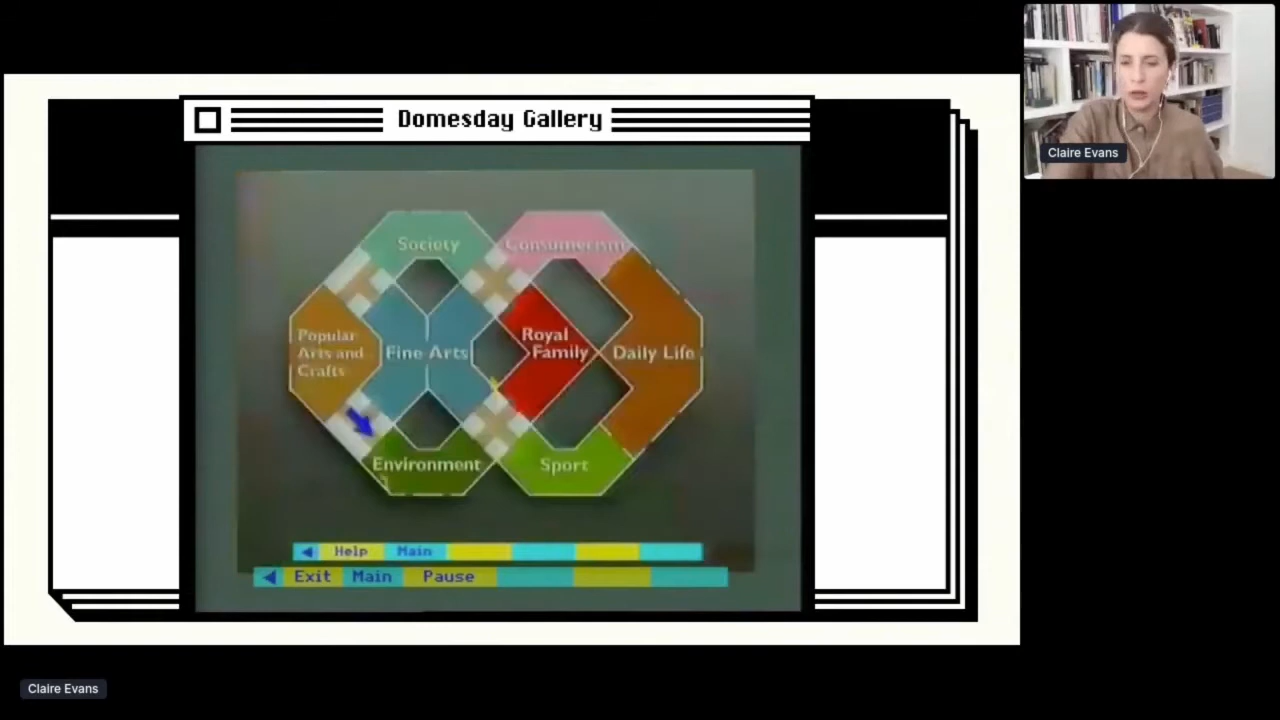 Domesday Gallery
Society
Consumerism
Popular
Arts and
Crafts
Fine Arts
Royal
Family
Daily Life
Environment
Sport
Help Main
Exit Main Pause
Claire Evans
Claire Evans